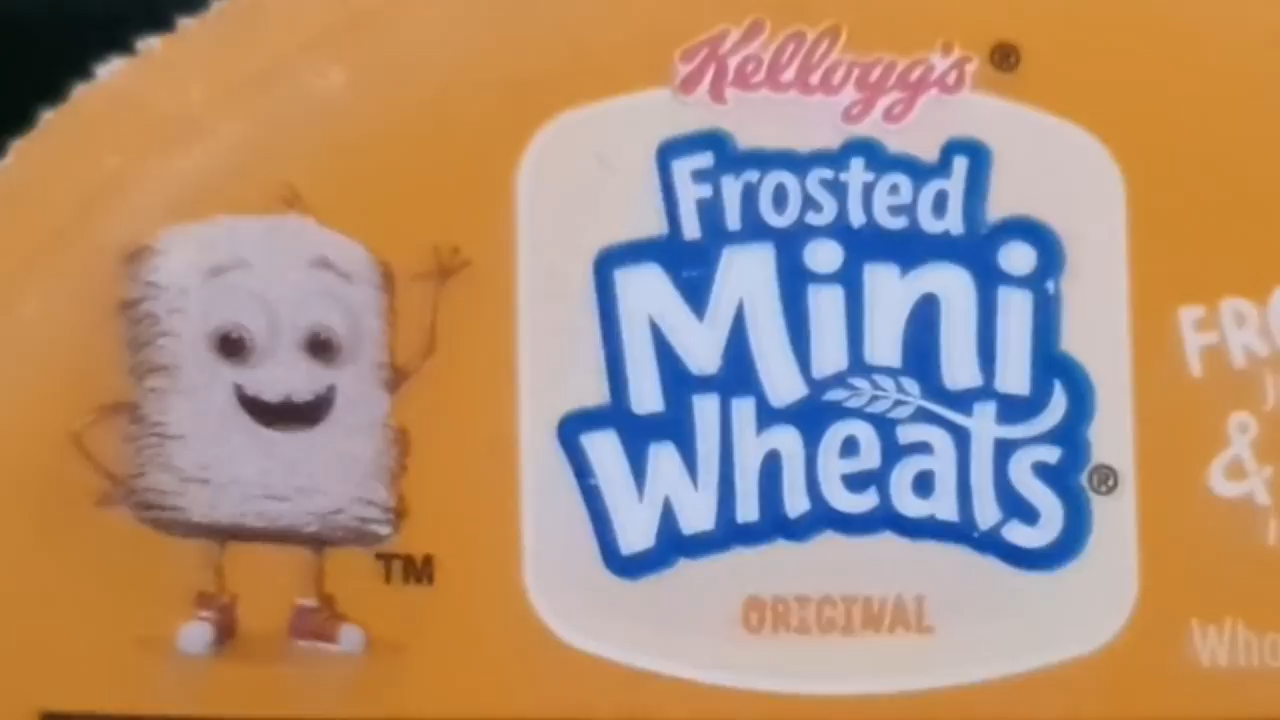 Kellogg's ®
Frosted
Mini
Wheats ®
ORIGINAL
TM
&